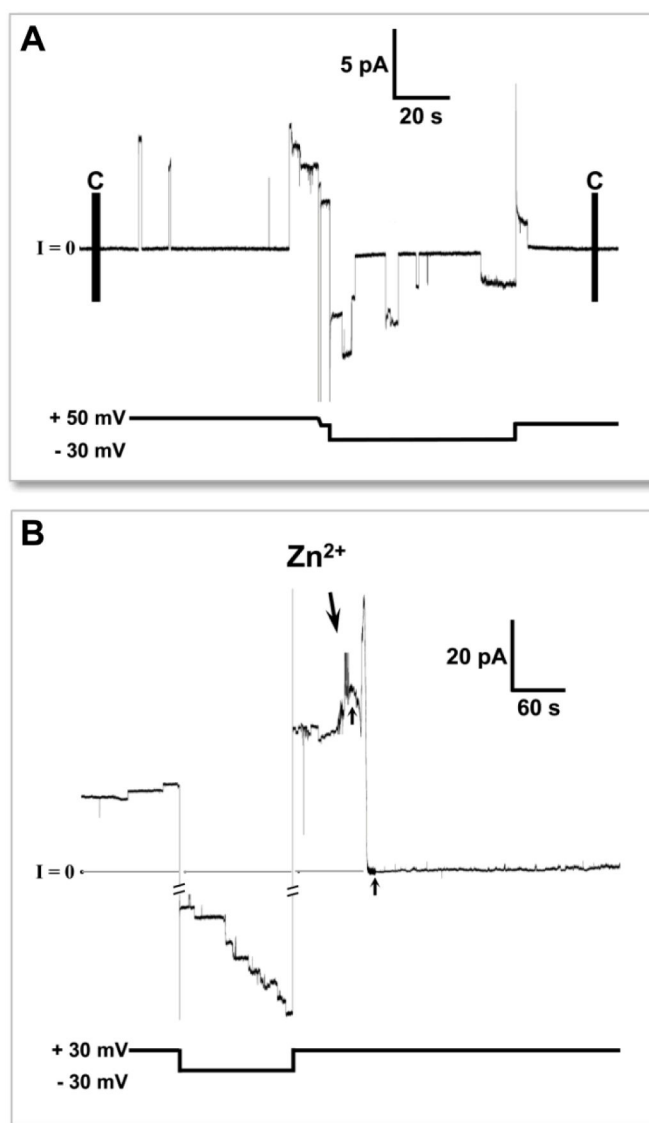 A
5 pA
20 s
C
C
I = 0
+ 50 mV
- 30 mV
B
Zn²⁺
20 pA
60 s
I = 0
+ 30 mV
- 30 mV